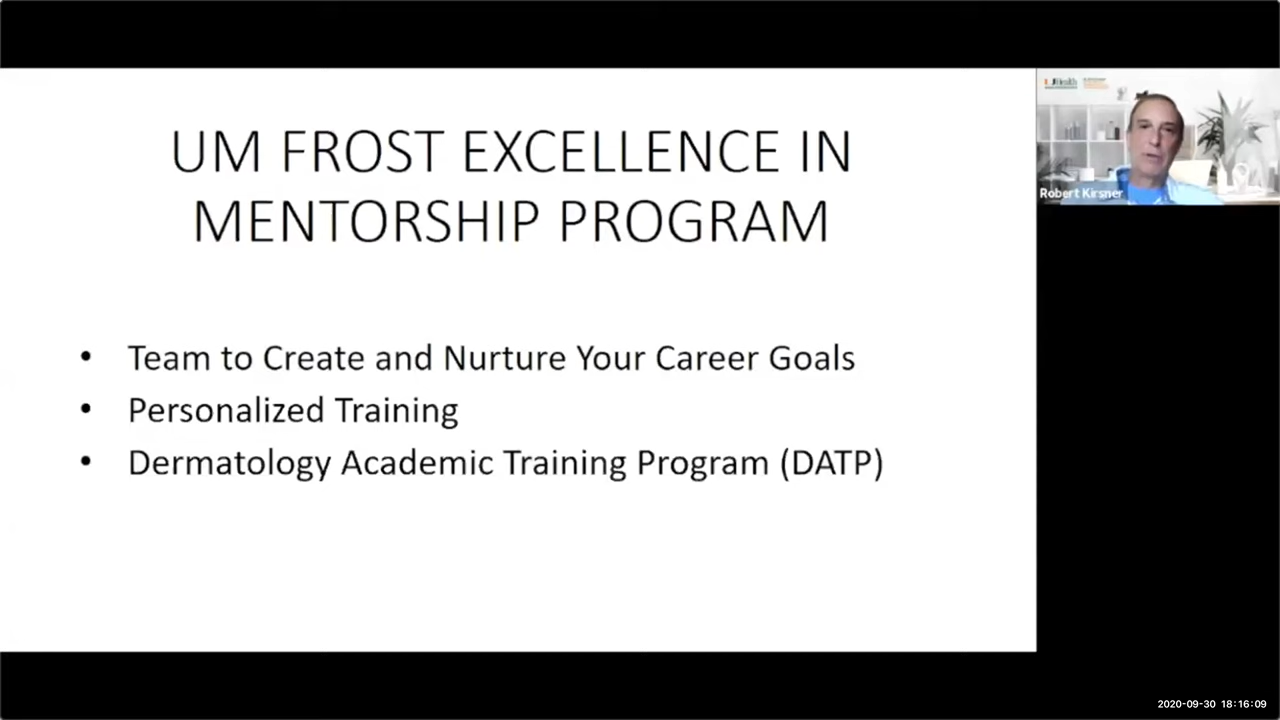 UM FROST EXCELLENCE IN
MENTORSHIP PROGRAM
• Team to Create and Nurture Your Career Goals
• Personalized Training
• Dermatology Academic Training Program (DATP)
UHealth
Robert Kirsner
2020-09-30 18:16:09